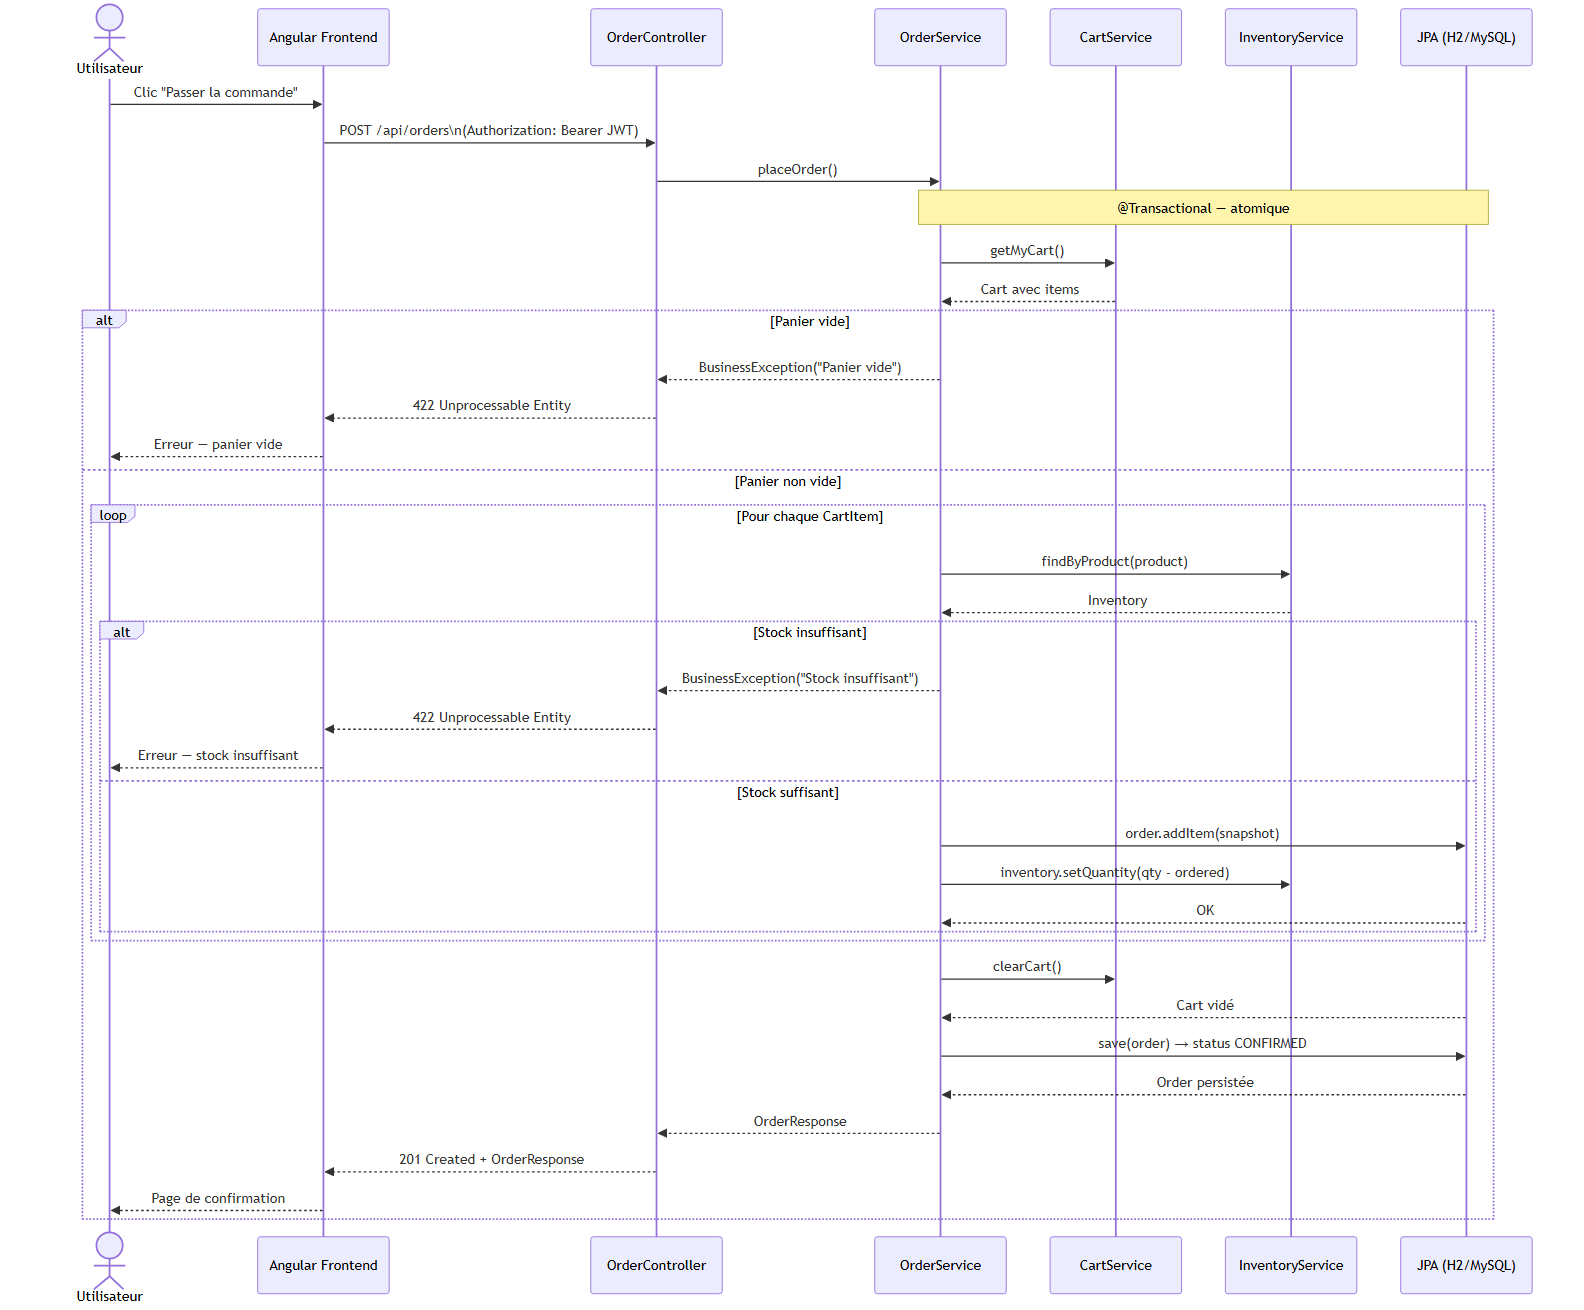 Utilisateur
Angular Frontend
OrderController
OrderService
CartService
InventoryService
JPA (H2/MySQL)
Clic "Passer la commande"
POST /api/orders\n(Authorization: Bearer JWT)
placeOrder()
@Transactional — atomique
getMyCart()
Cart avec items
alt
[Panier vide]
BusinessException("Panier vide")
422 Unprocessable Entity
Erreur — panier vide
[Panier non vide]
loop
[Pour chaque CartItem]
findByProduct(product)
Inventory
alt
[Stock insuffisant]
BusinessException("Stock insuffisant")
422 Unprocessable Entity
Erreur — stock insuffisant
[Stock suffisant]
order.addItem(snapshot)
inventory.setQuantity(qty - ordered)
OK
clearCart()
Cart vidé
save(order) → status CONFIRMED
Order persistée
OrderResponse
201 Created + OrderResponse
Page de confirmation
Utilisateur
Angular Frontend
OrderController
OrderService
CartService
InventoryService
JPA (H2/MySQL)